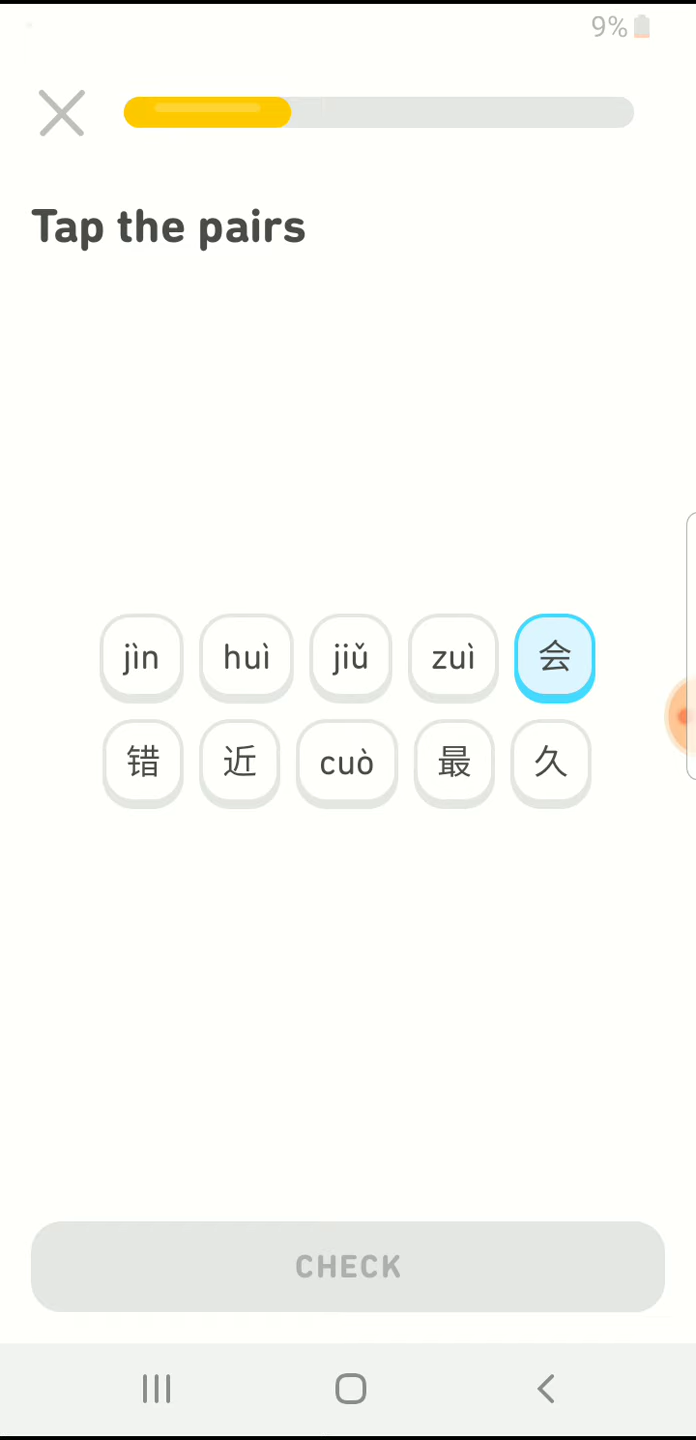 9%
Tap the pairs
jìn huì jiǔ zuì 会
错 近 cuò 最 久
CHECK